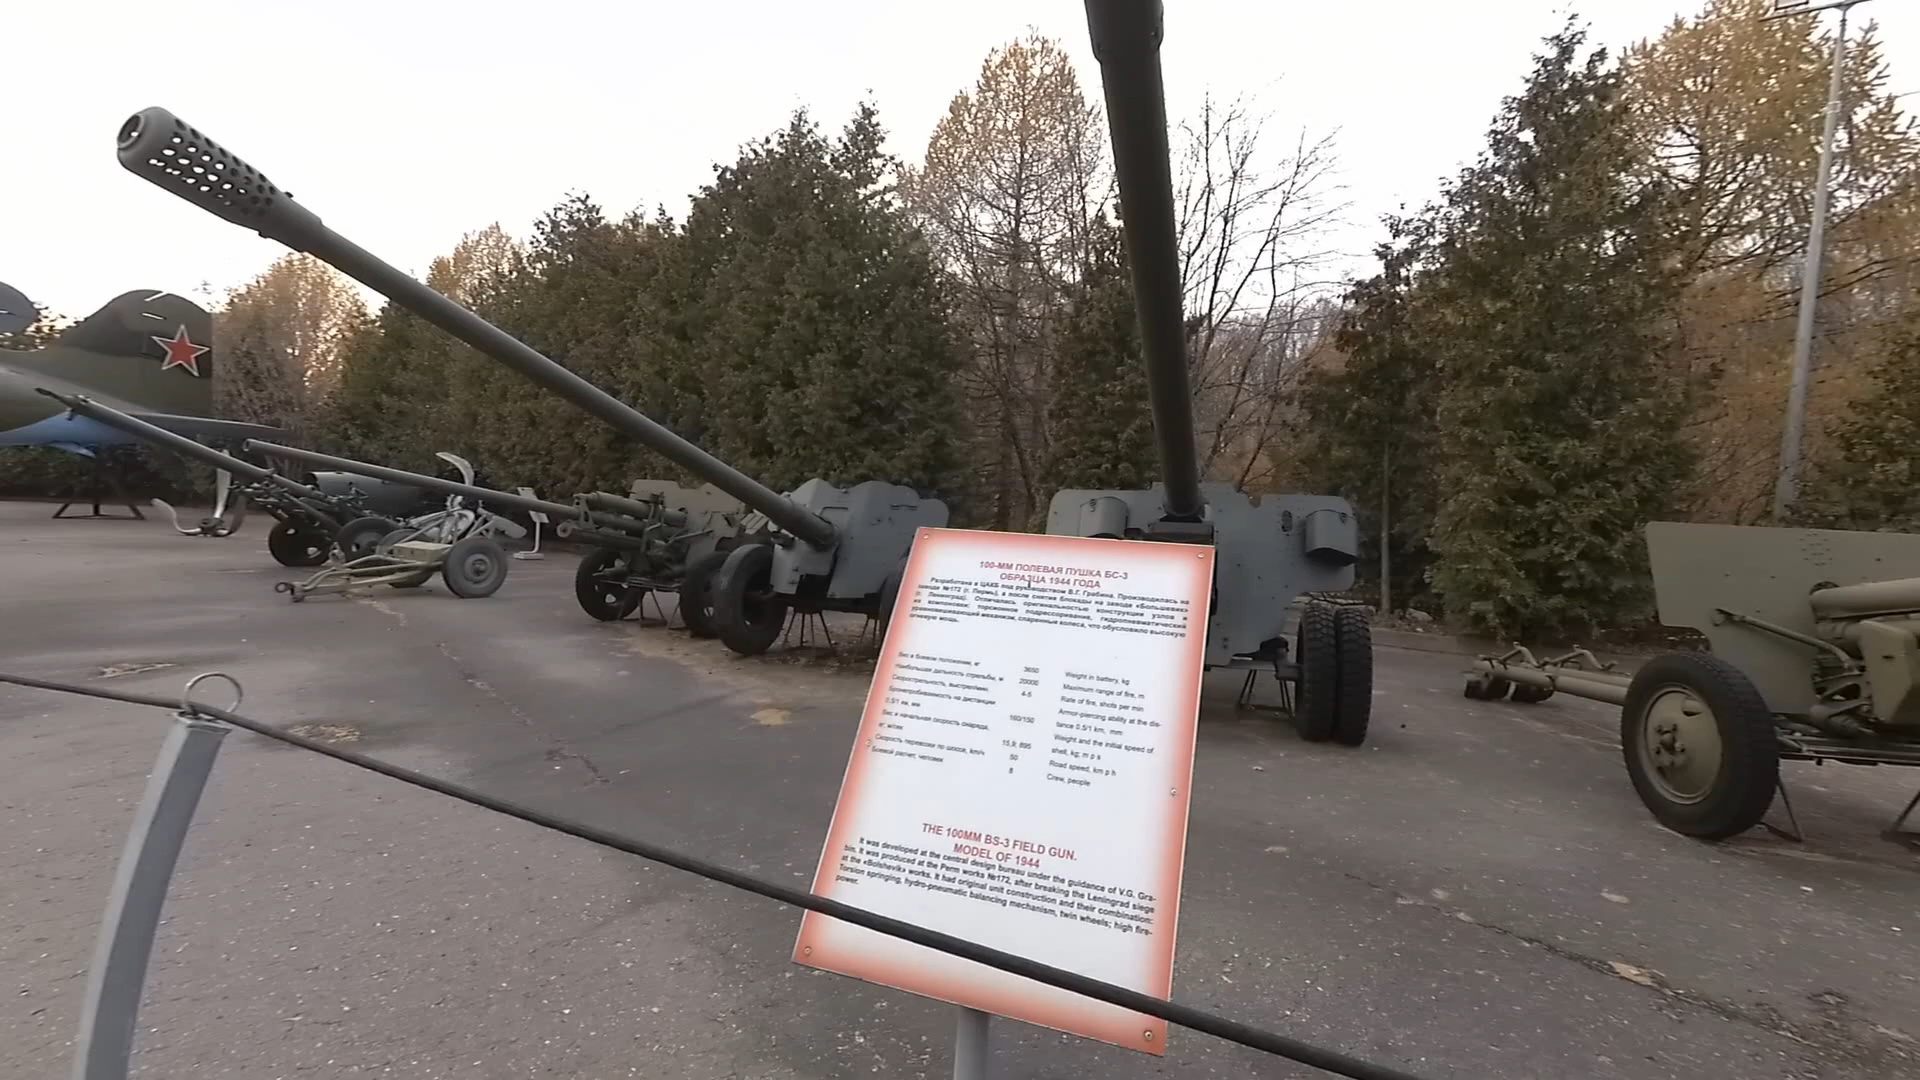 100-ММ ПОЛЕВАЯ ПУШКА БС-3
ОБРАЗЦА 1944 ГОДА
Разработана в ЦАКБ под руководством В.Г. Грабина. Производилась на
заводе №172 (г. Пермь), а после снятия блокады на заводе «Большевик»
(г. Ленинград). Отличалась оригинальностью конструкции узлов и
их компоновки: торсионное подрессоривание, гидропневматический
уравновешивающий механизм, спаренные колеса, что обусловило высокую
огневую мощь.
Вес в боевом положении, кг 3650 Weight in battery, kg
Наибольшая дальность стрельбы, м 20000 Maximum range of fire, m
Скорострельность, выстрел/мин. 4-5 Rate of fire, shots per min
Бронепробиваемость на дистанции Armor-piercing ability at the dis-
0,5/1 км, мм 160/150 tance 0.5/1 km, mm
Вес и начальная скорость снаряда, Weight and the initial speed of
кг; м/сек 15,9; 895 shell, kg; m p s
Скорость перевозки по шоссе, км/ч 50 Road speed, km p h
Боевой расчет, человек 8 Crew, people
THE 100MM BS-3 FIELD GUN.
MODEL OF 1944
It was developed at the central design bureau under the guidance of V.G. Gra-
bin. It was produced at the Perm works №172, after breaking the Leningrad siege
at the «Bolshevik» works. It had original unit construction and their combination:
Torsion springing, hydro-pneumatic balancing mechanism, twin wheels; high fire-
power.